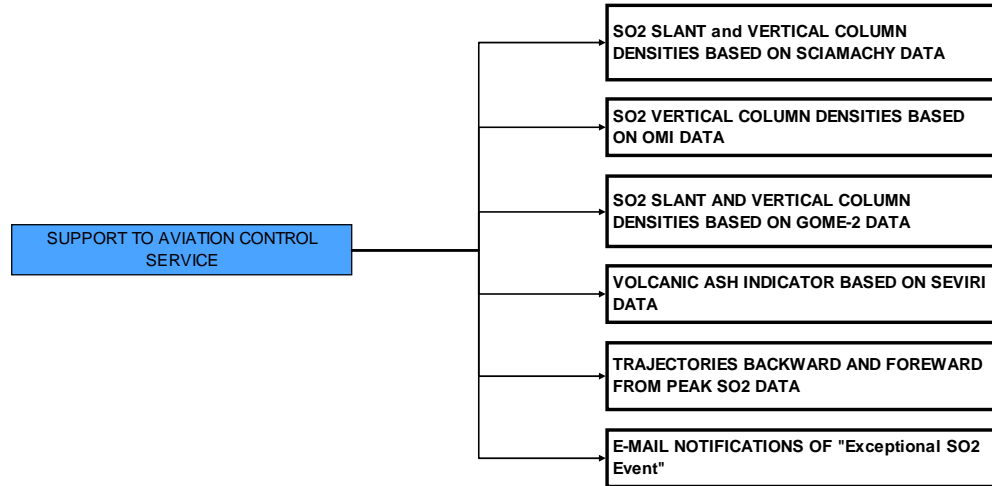 SO2 SLANT and VERTICAL COLUMN
DENSITIES BASED ON SCIAMACHY DATA
SO2 VERTICAL COLUMN DENSITIES BASED
ON OMI DATA
SO2 SLANT AND VERTICAL COLUMN
DENSITIES BASED ON GOME-2 DATA
SUPPORT TO AVIATION CONTROL
SERVICE
VOLCANIC ASH INDICATOR BASED ON SEVIRI
DATA
TRAJECTORIES BACKWARD AND FOREWARD
FROM PEAK SO2 DATA
E-MAIL NOTIFICATIONS OF "Exceptional SO2
Event"